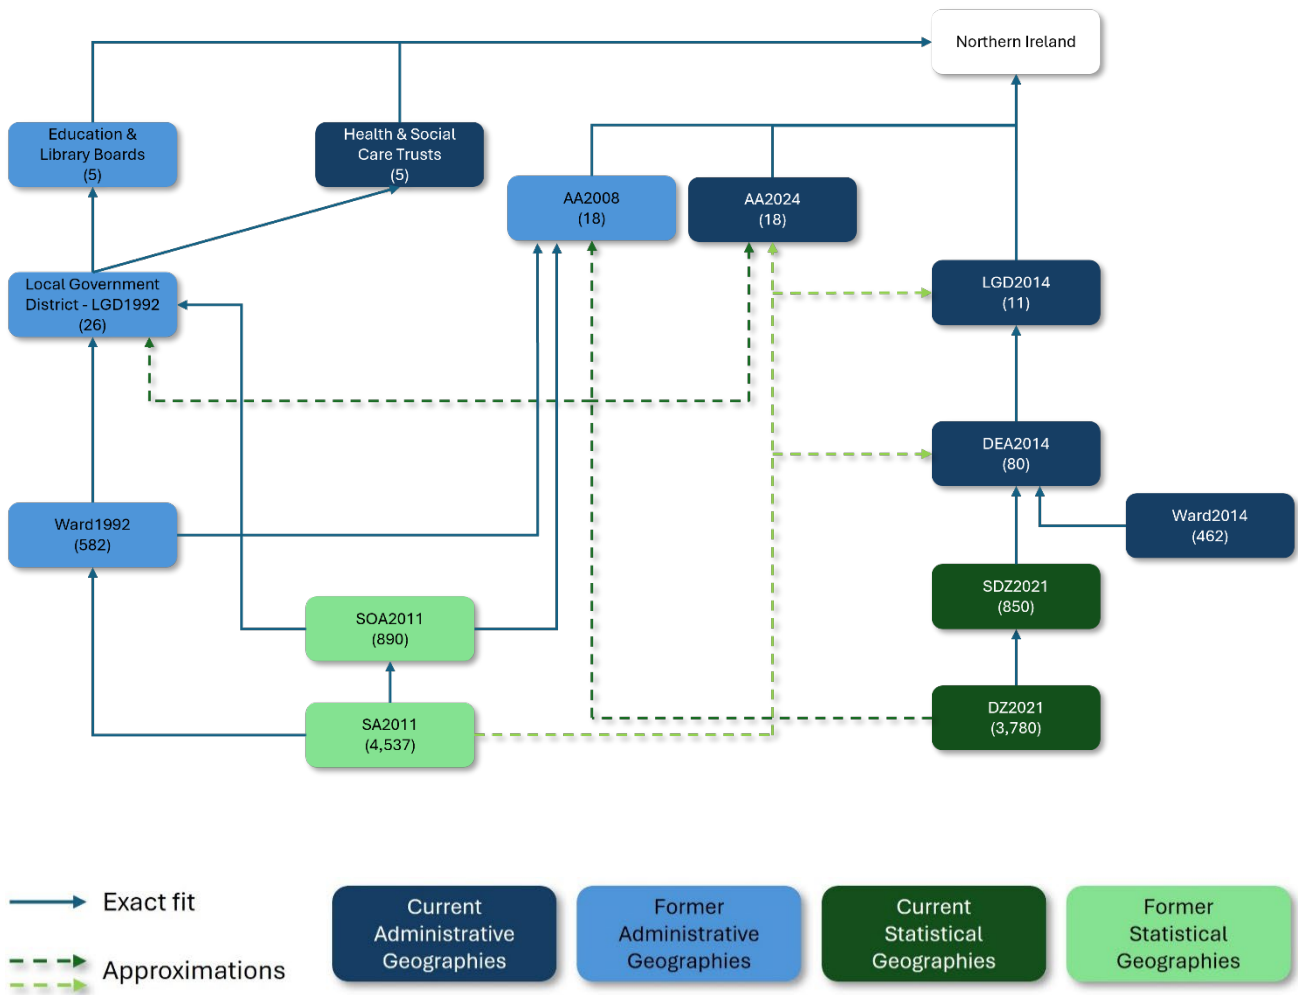 Northern Ireland
Education &
Library Boards
(5)
Health & Social
Care Trusts
(5)
AA2008
(18)
AA2024
(18)
Local Government
District - LGD1992
(26)
LGD2014
(11)
DEA2014
(80)
Ward1992
(582)
Ward2014
(462)
SOA2011
(890)
SDZ2021
(850)
SA2011
(4,537)
DZ2021
(3,780)
Exact fit
Approximations
Current
Administrative
Geographies
Former
Administrative
Geographies
Current
Statistical
Geographies
Former
Statistical
Geographies